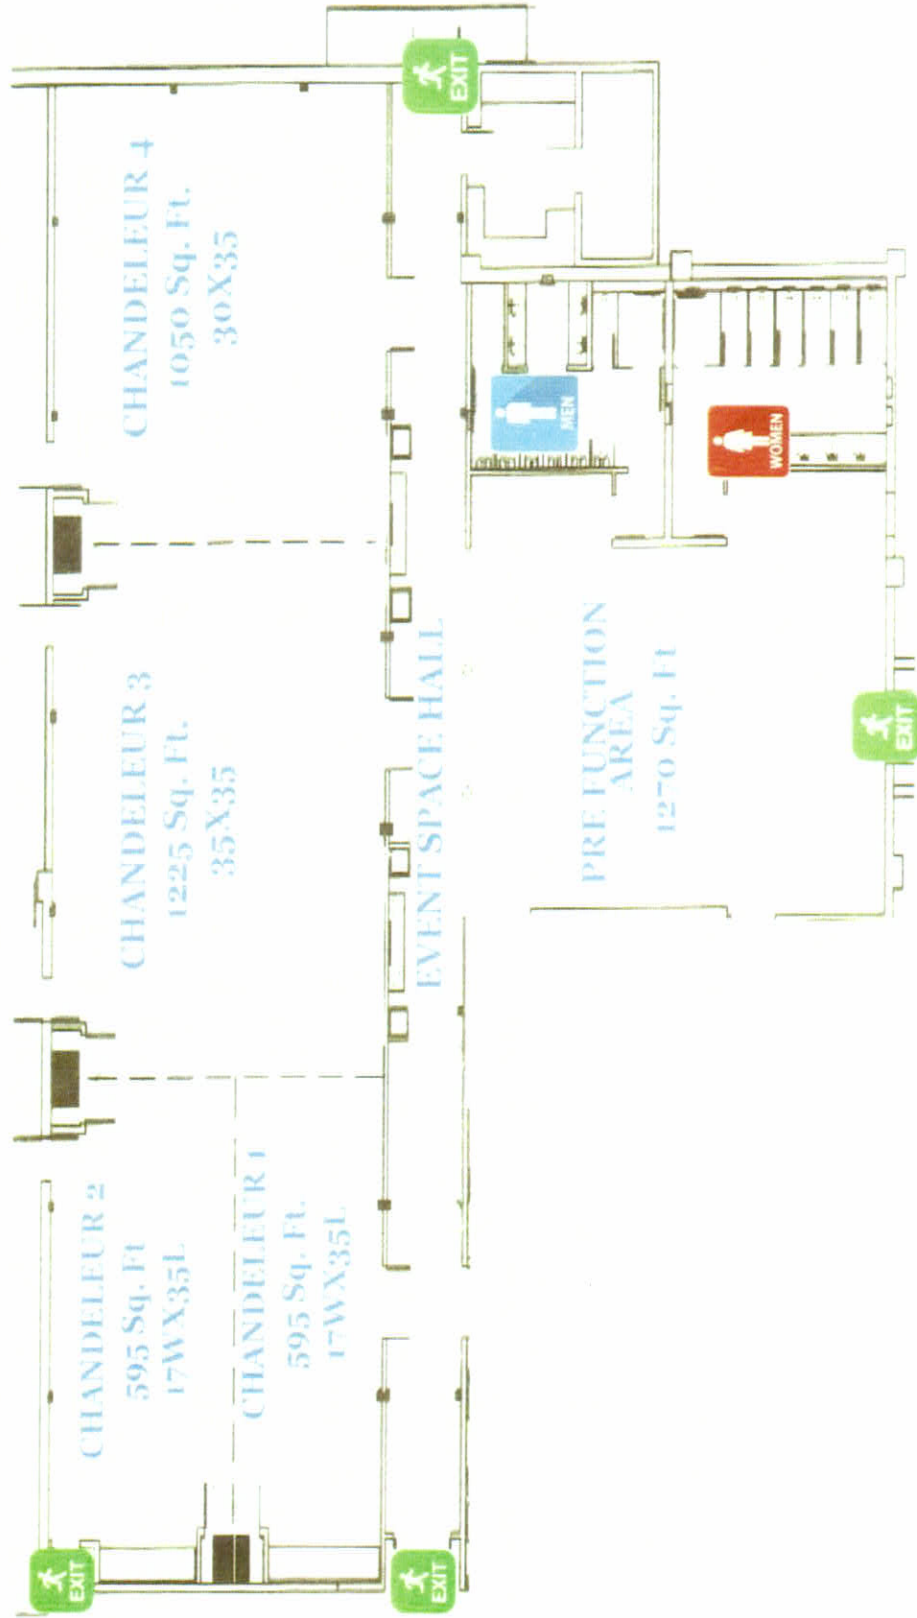 CHANDELEUR 2
595 Sq. Ft
17WX35L
CHANDELEUR 1
595 Sq. Ft.
17WX35L
CHANDELEUR 3
1225 Sq. Ft.
35X35
CHANDELEUR 4
1050 Sq. Ft.
30X35
EVENT SPACE HALL
PRE FUNCTION
AREA
1270 Sq. Ft
MEN
WOMEN
EXIT
EXIT
EXIT
EXIT